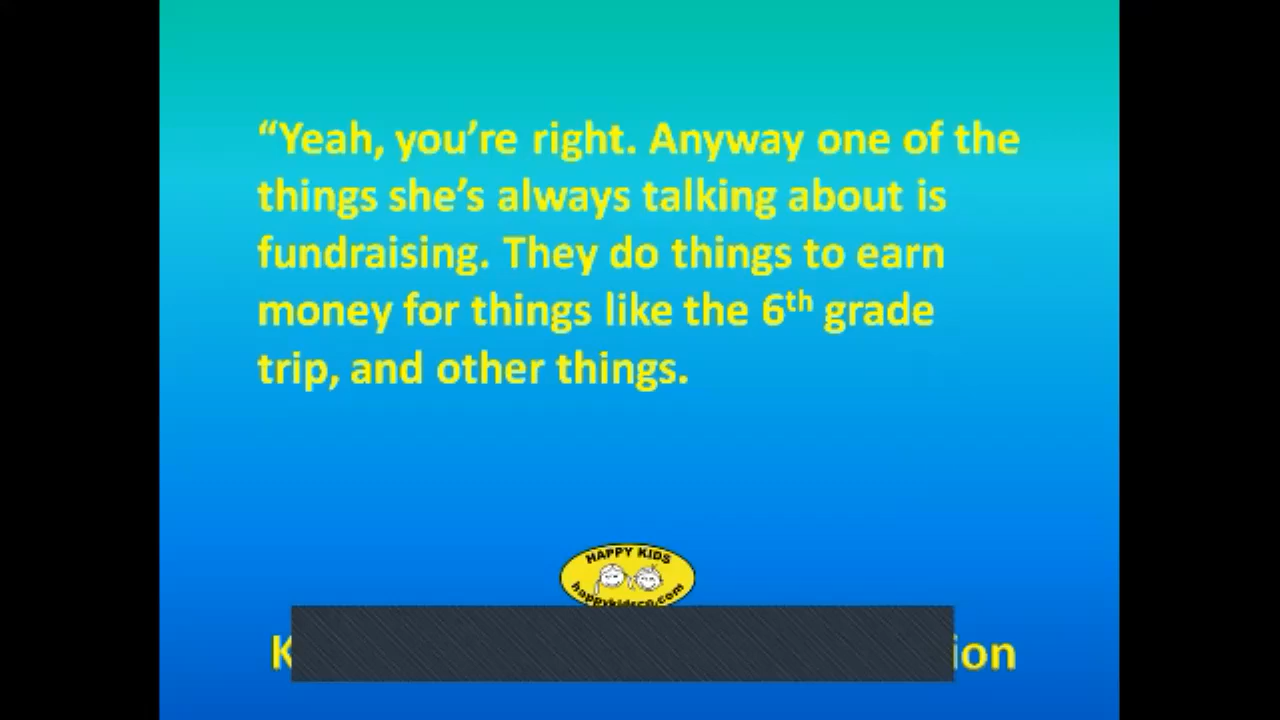 “Yeah, you’re right. Anyway one of the
things she’s always talking about is
fundraising. They do things to earn
money for things like the 6th grade
trip, and other things.
HAPPY KIDS